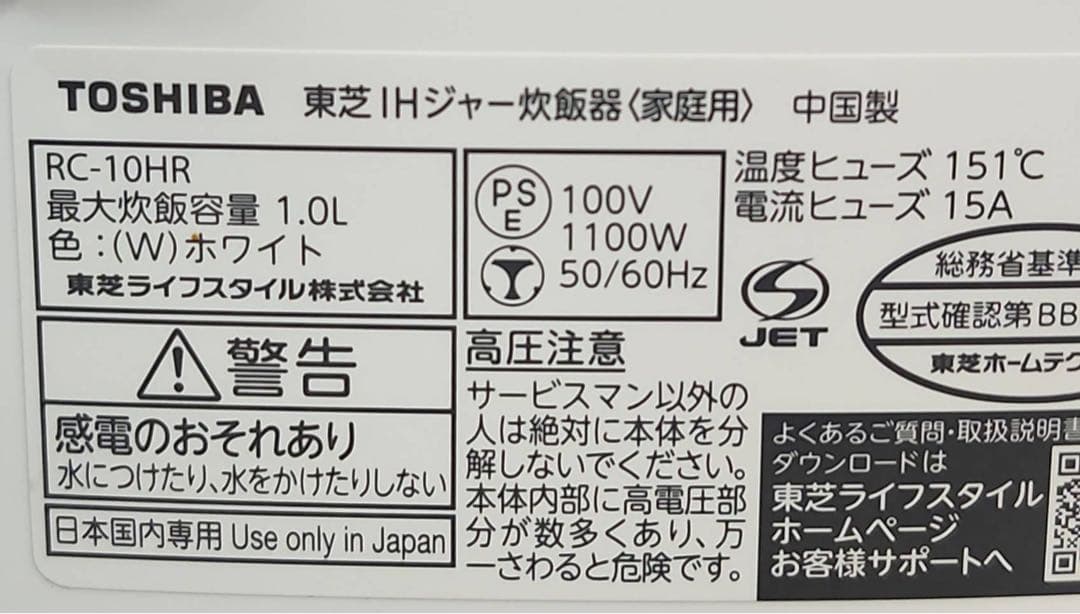 TOSHIBA 東芝IHジャー炊飯器〈家庭用〉 中国製
RC-10HR
最大炊飯容量 1.0L
色:(W)ホワイト
東芝ライフスタイル株式会社
PS
E
100V
1100W
50/60Hz
温度ヒューズ 151℃
電流ヒューズ 15A
JET
総務省基準
型式確認第BB
東芝ホームテク
警告
感電のおそれあり
水につけたり、水をかけたりしない
日本国内専用 Use only in Japan
高圧注意
サービスマン以外の
人は絶対に本体を分
解しないでください。
本体内部に高電圧部
分が数多くあり、万
一さわると危険です。
よくあるご質問・取扱説明書
ダウンロードは
東芝ライフスタイル
ホームページ
お客様サポートへ